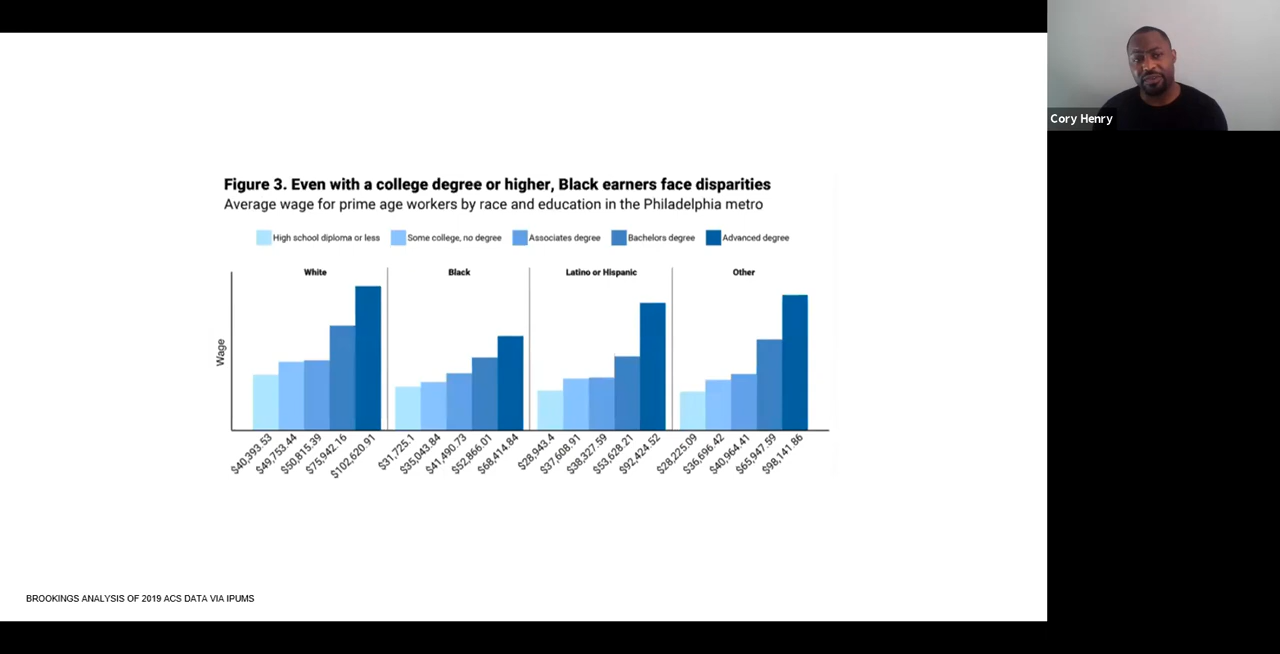 Cory Henry
Figure 3. Even with a college degree or higher, Black earners face disparities
Average wage for prime age workers by race and education in the Philadelphia metro
High school diploma or less Some college, no degree Associates degree Bachelors degree Advanced degree
White Black Latino or Hispanic Other
Wage
$40,393.53 $49,753.44 $50,815.39 $75,942.16 $102,620.91 $31,725.1 $35,043.84 $41,490.73 $52,866.01 $68,414.84 $28,943.4 $37,608.91 $38,327.59 $53,628.21 $92,424.52 $28,225.09 $36,696.42 $40,964.41 $65,947.59 $98,141.86
BROOKINGS ANALYSIS OF 2019 ACS DATA VIA IPUMS